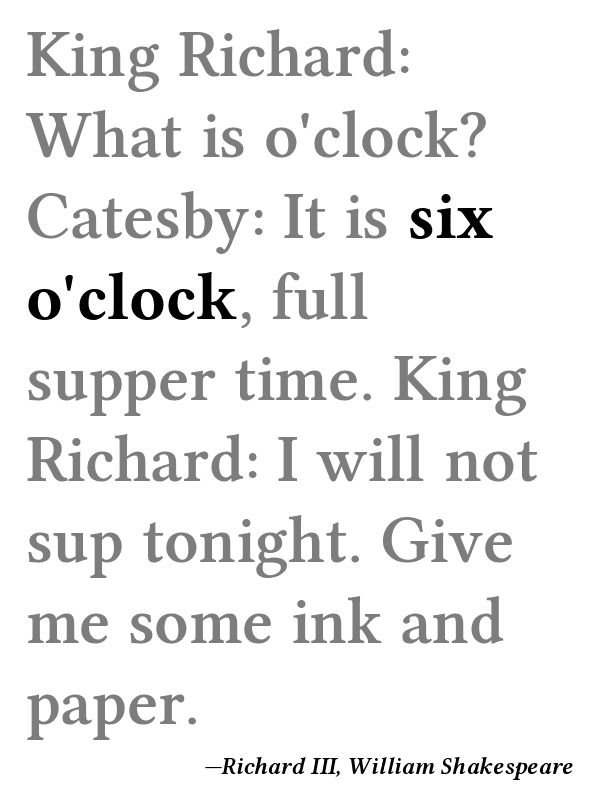 King Richard:
What is o'clock?
Catesby: It is six
o'clock, full
supper time. King
Richard: I will not
sup tonight. Give
me some ink and
paper.
—Richard III, William Shakespeare